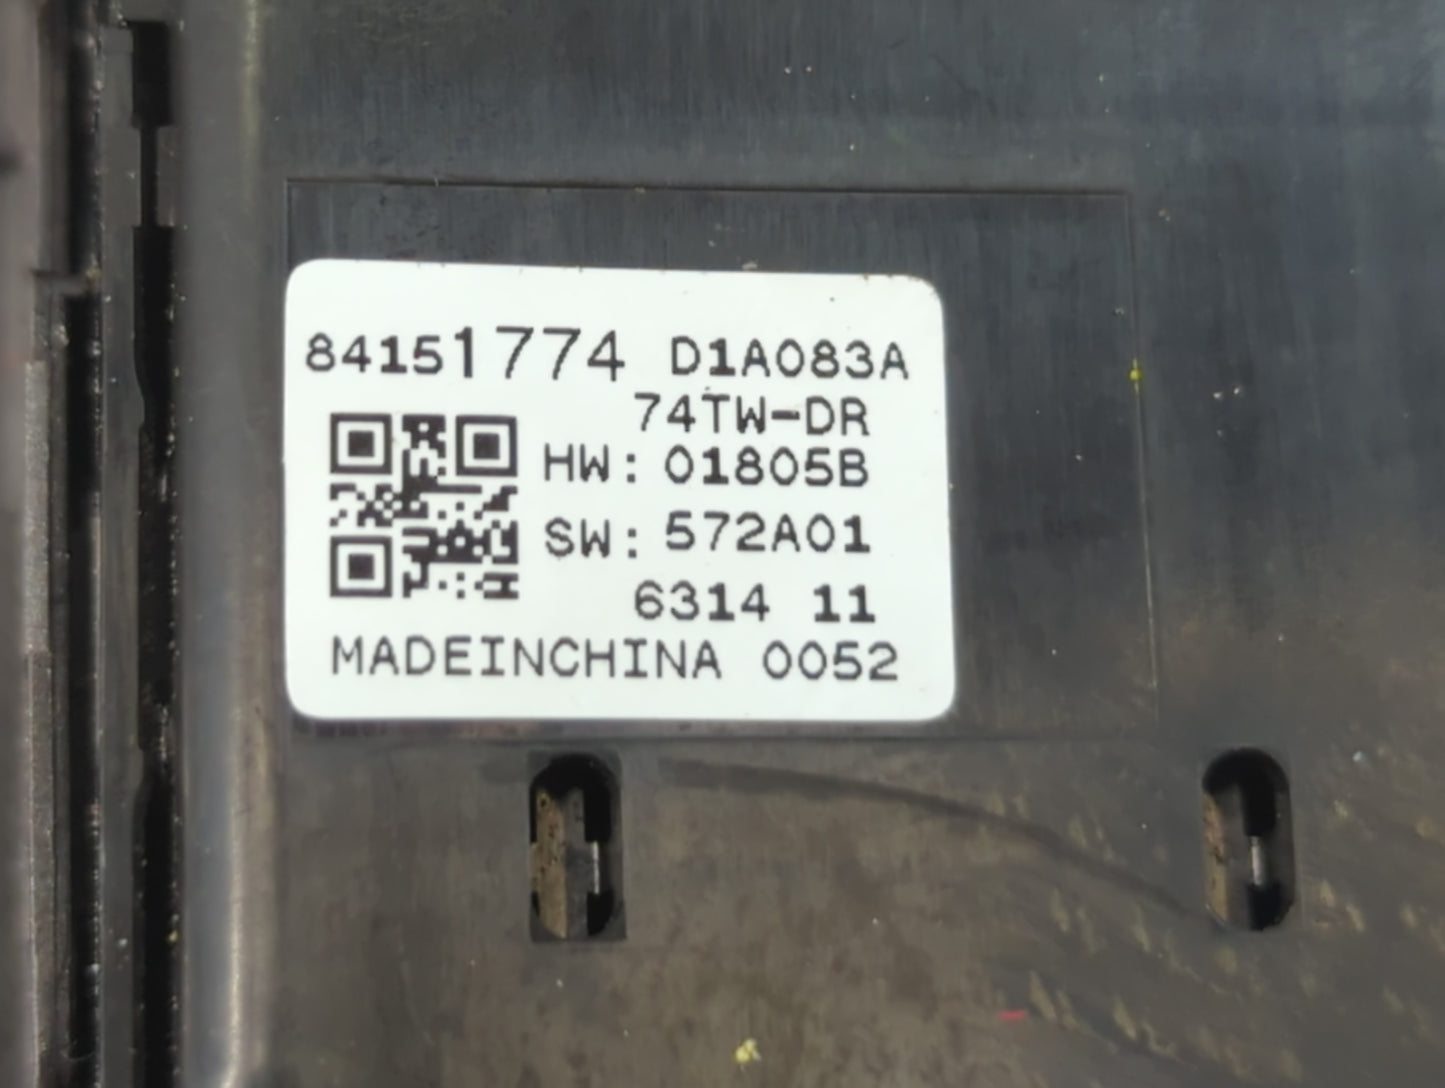 84151774 D1A083A
74TW-DR
HW: 01805B
SW: 572A01
6314 11
MADEINCHINA 0052